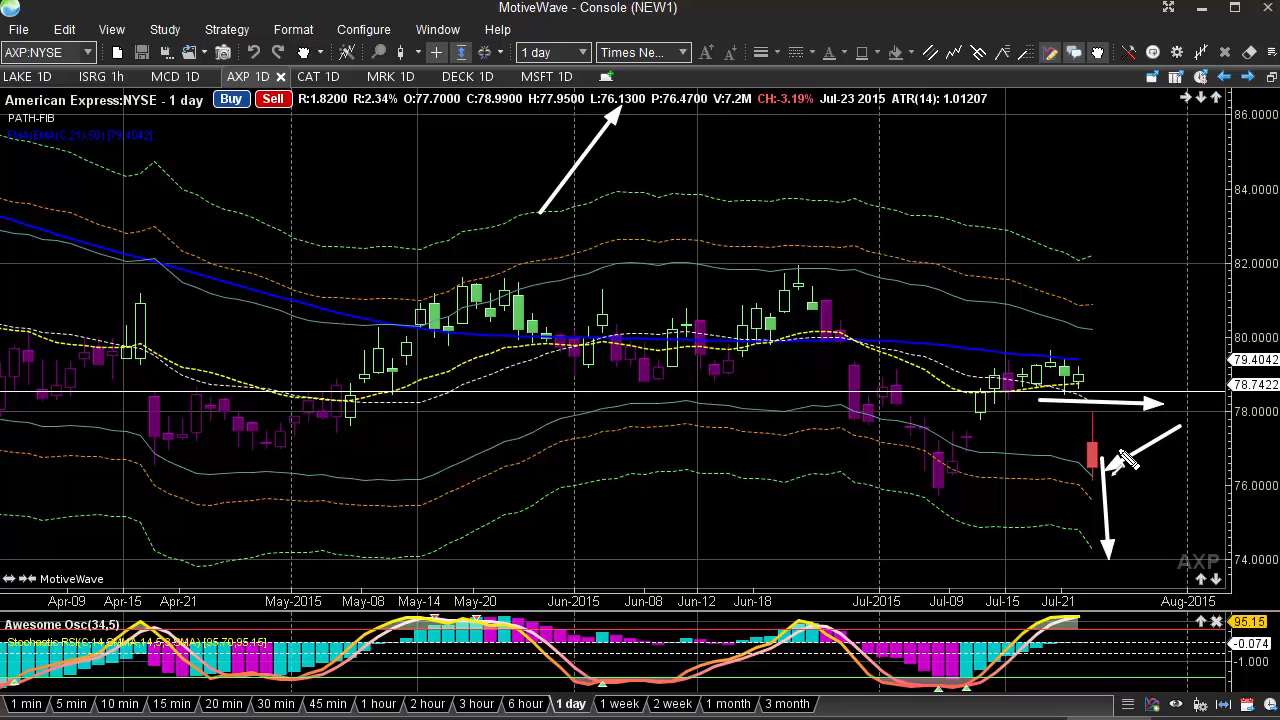 MotiveWave - Console (NEW1)
File Edit View Study Strategy Format Configure Window Help
AXP:NYSE 1 day Times Ne...
LAKE 1D ISRG 1h MCD 1D AXP 1D CAT 1D MRK 1D DECK 1D MSFT 1D
American Express:NYSE - 1 day Buy Sell R:1.8200 R:2.34% O:77.7000 C:78.9900 H:77.9500 L:76.1300 P:76.4700 V:7.2M CH:-3.19% Jul-23 2015 ATR(14): 1.01207
PATH-FIB
86.0000
84.0000
82.0000
80.0000
79.4042
78.7422
78.0000
76.0000
74.0000
AXP
MotiveWave
Apr-09 Apr-15 Apr-21 May-2015 May-08 May-14 May-20 Jun-2015 Jun-08 Jun-12 Jun-18 Jul-2015 Jul-09 Jul-15 Jul-21 Aug-2015
Awesome Osc(34,5)
95.15
-0.074
-1.000
1 min 5 min 10 min 15 min 20 min 30 min 45 min 1 hour 2 hour 3 hour 6 hour 1 day 1 week 2 week 1 month 3 month